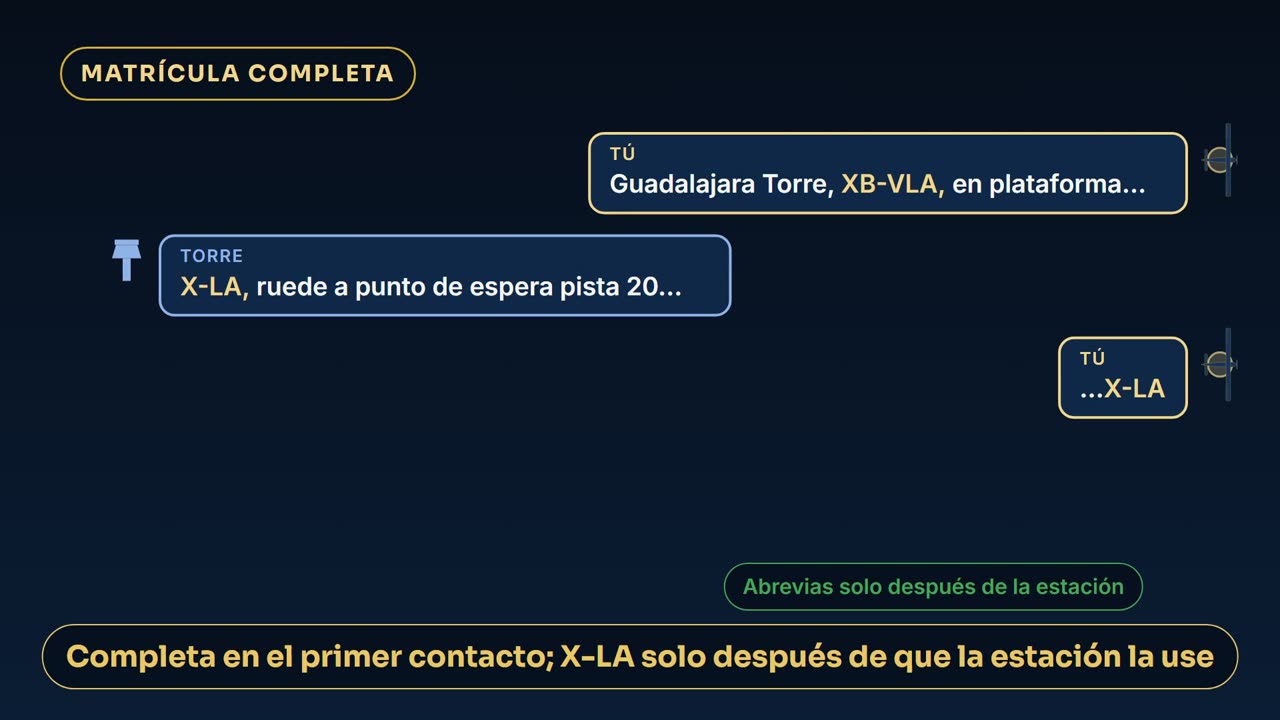 MATRÍCULA COMPLETA
TÚ
Guadalajara Torre, XB-VLA, en plataforma...
TORRE
X-LA, ruede a punto de espera pista 20...
TÚ
...X-LA
Abrevias solo después de la estación
Completa en el primer contacto; X-LA solo después de que la estación la use